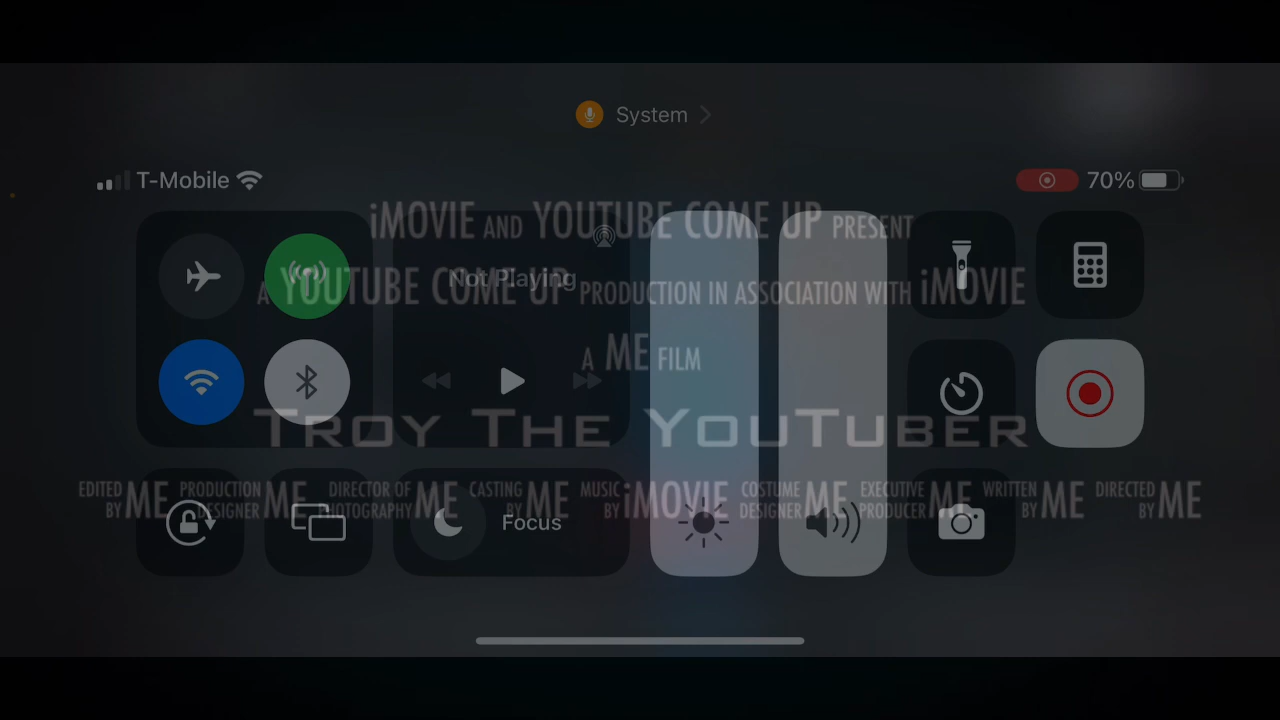 System
T-Mobile
70%
iMOVIE AND YOUTUBE COME UP PRESENT
Not Playing
A YOUTUBE COME UP PRODUCTION IN ASSOCIATION WITH iMOVIE
A ME FILM
TROY THE YOUTUBER
EDITED BY ME PRODUCTION DESIGNER ME DIRECTOR OF PHOTOGRAPHY ME CASTING BY ME MUSIC BY iMOVIE COSTUME DESIGNER ME EXECUTIVE PRODUCER ME WRITTEN BY ME DIRECTED BY ME
Focus